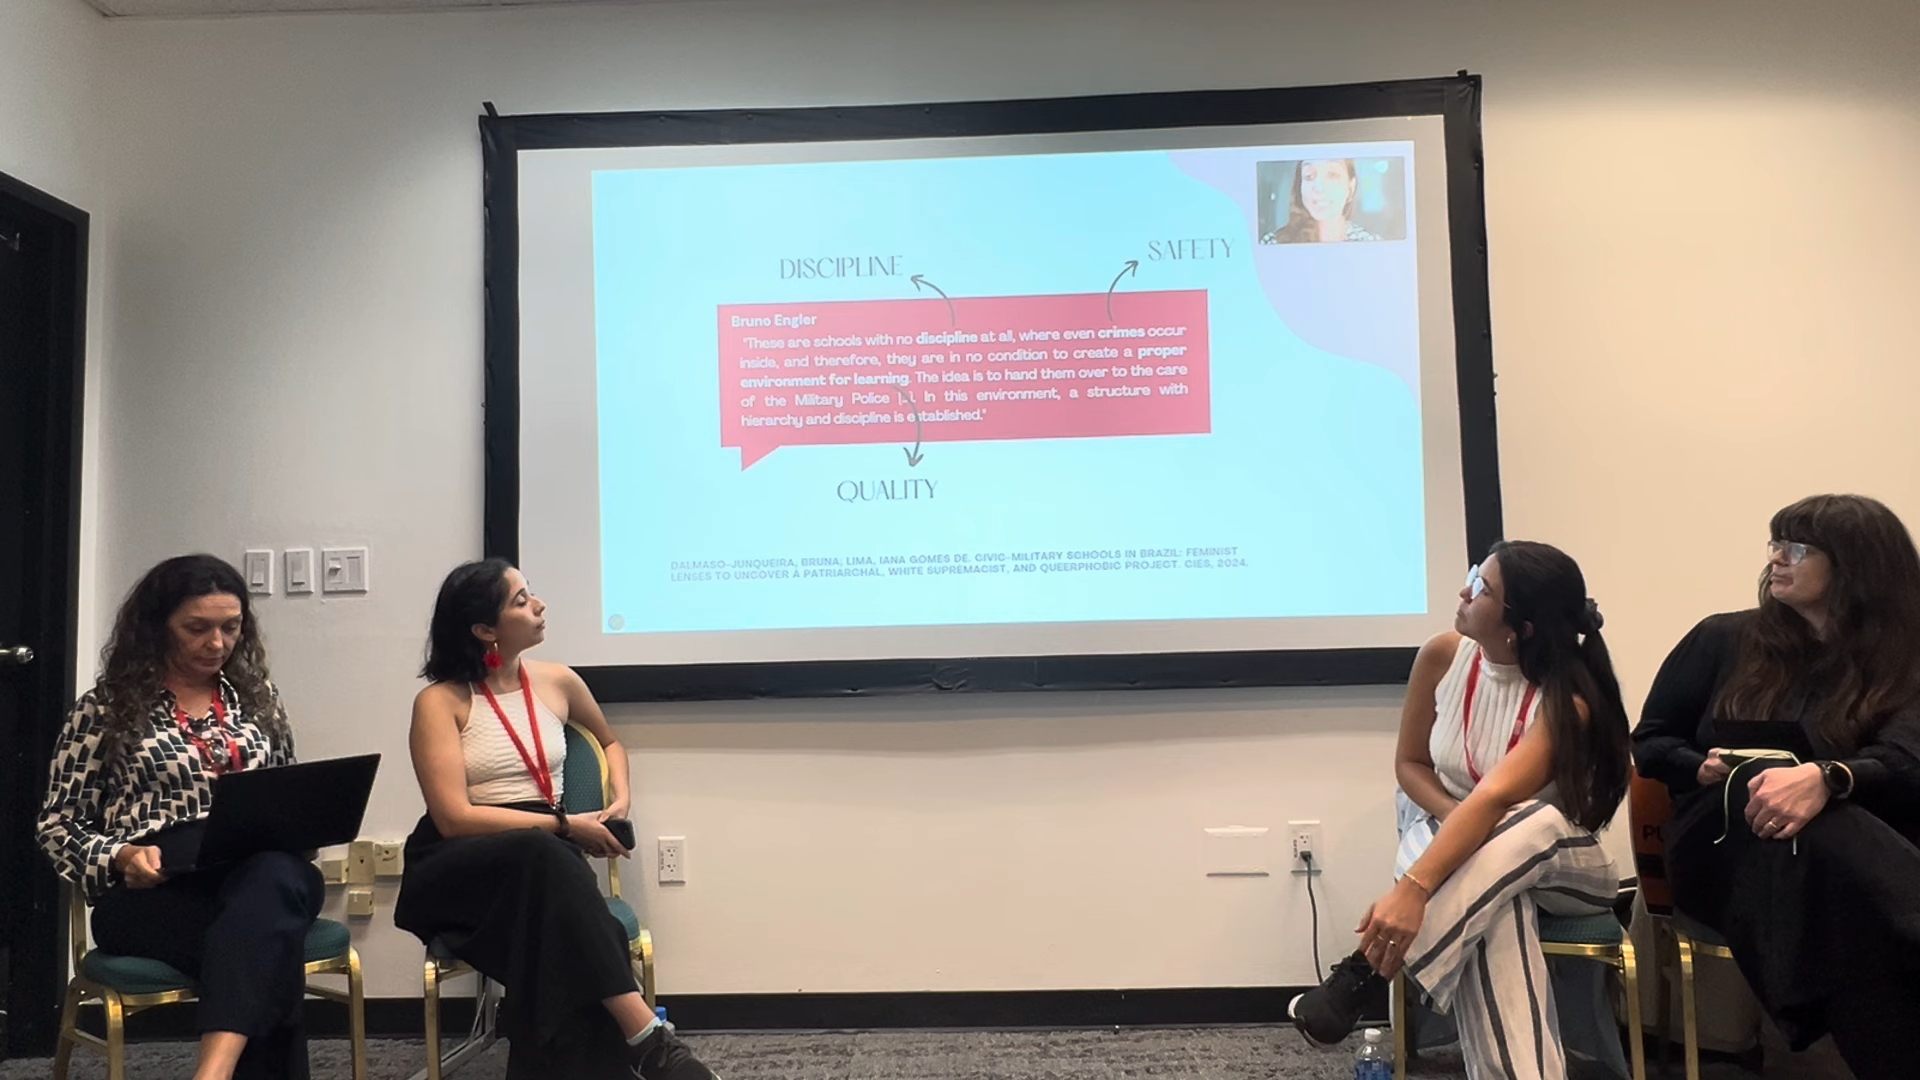 DISCIPLINE
SAFETY
Bruno Engler
"These are schools with no discipline at all, where even crimes occur
inside, and therefore, they are in no condition to create a proper
environment for learning. The idea is to hand them over to the care
of the Military Police [...]. In this environment, a structure with
hierarchy and discipline is established."
QUALITY
DALMASO-JUNQUEIRA, BRUNA; LIMA, IANA GOMES DE. CIVIC-MILITARY SCHOOLS IN BRAZIL: FEMINIST
LENSES TO UNCOVER A PATRIARCHAL, WHITE SUPREMACIST, AND QUEERPHOBIC PROJECT. CIES, 2024.